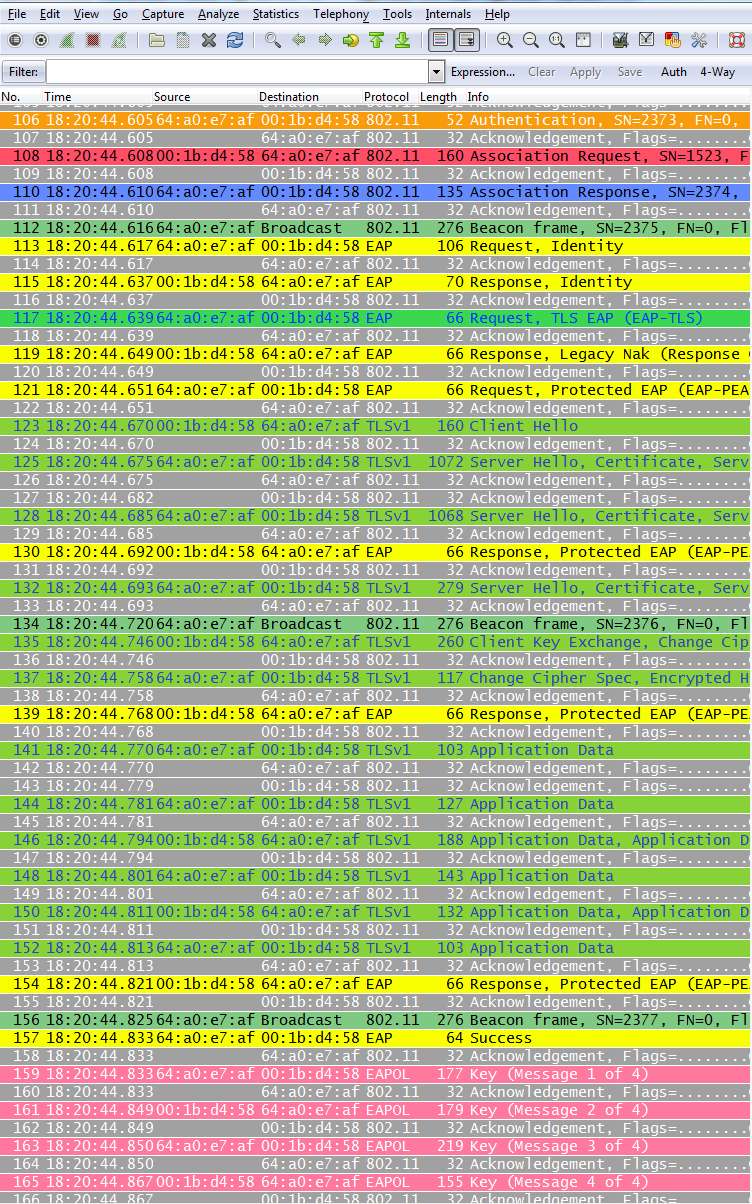 File Edit View Go Capture Analyze Statistics Telephony Tools Internals Help
Filter: Expression... Clear Apply Save Auth 4-Way
No. Time Source Destination Protocol Length Info
106 18:20:44.605 64:a0:e7:af 00:1b:d4:58 802.11 52 Authentication, SN=2373, FN=0,
107 18:20:44.605 64:a0:e7:af 802.11 32 Acknowledgement, Flags=........
108 18:20:44.608 00:1b:d4:58 64:a0:e7:af 802.11 160 Association Request, SN=1523, F
109 18:20:44.608 00:1b:d4:58 802.11 32 Acknowledgement, Flags=........
110 18:20:44.610 64:a0:e7:af 00:1b:d4:58 802.11 135 Association Response, SN=2374,
111 18:20:44.610 64:a0:e7:af 802.11 32 Acknowledgement, Flags=........
112 18:20:44.616 64:a0:e7:af Broadcast 802.11 276 Beacon frame, SN=2375, FN=0, Fl
113 18:20:44.617 64:a0:e7:af 00:1b:d4:58 EAP 106 Request, Identity
114 18:20:44.617 64:a0:e7:af 802.11 32 Acknowledgement, Flags=........
115 18:20:44.637 00:1b:d4:58 64:a0:e7:af EAP 70 Response, Identity
116 18:20:44.637 00:1b:d4:58 802.11 32 Acknowledgement, Flags=........
117 18:20:44.639 64:a0:e7:af 00:1b:d4:58 EAP 66 Request, TLS EAP (EAP-TLS)
118 18:20:44.639 64:a0:e7:af 802.11 32 Acknowledgement, Flags=........
119 18:20:44.649 00:1b:d4:58 64:a0:e7:af EAP 66 Response, Legacy Nak (Response
120 18:20:44.649 00:1b:d4:58 802.11 32 Acknowledgement, Flags=........
121 18:20:44.651 64:a0:e7:af 00:1b:d4:58 EAP 66 Request, Protected EAP (EAP-PEA
122 18:20:44.651 64:a0:e7:af 802.11 32 Acknowledgement, Flags=........
123 18:20:44.670 00:1b:d4:58 64:a0:e7:af TLSv1 160 Client Hello
124 18:20:44.670 00:1b:d4:58 802.11 32 Acknowledgement, Flags=........
125 18:20:44.675 64:a0:e7:af 00:1b:d4:58 TLSv1 1072 Server Hello, Certificate, Serv
126 18:20:44.675 64:a0:e7:af 802.11 32 Acknowledgement, Flags=........
127 18:20:44.682 00:1b:d4:58 802.11 32 Acknowledgement, Flags=........
128 18:20:44.685 64:a0:e7:af 00:1b:d4:58 TLSv1 1068 Server Hello, Certificate, Serv
129 18:20:44.685 64:a0:e7:af 802.11 32 Acknowledgement, Flags=........
130 18:20:44.692 00:1b:d4:58 64:a0:e7:af EAP 66 Response, Protected EAP (EAP-PE
131 18:20:44.692 00:1b:d4:58 802.11 32 Acknowledgement, Flags=........
132 18:20:44.693 64:a0:e7:af 00:1b:d4:58 TLSv1 279 Server Hello, Certificate, Serv
133 18:20:44.693 64:a0:e7:af 802.11 32 Acknowledgement, Flags=........
134 18:20:44.720 64:a0:e7:af Broadcast 802.11 276 Beacon frame, SN=2376, FN=0, Fl
135 18:20:44.746 00:1b:d4:58 64:a0:e7:af TLSv1 260 Client Key Exchange, Change Cip
136 18:20:44.746 00:1b:d4:58 802.11 32 Acknowledgement, Flags=........
137 18:20:44.758 64:a0:e7:af 00:1b:d4:58 TLSv1 117 Change Cipher Spec, Encrypted H
138 18:20:44.758 64:a0:e7:af 802.11 32 Acknowledgement, Flags=........
139 18:20:44.768 00:1b:d4:58 64:a0:e7:af EAP 66 Response, Protected EAP (EAP-PE
140 18:20:44.768 00:1b:d4:58 802.11 32 Acknowledgement, Flags=........
141 18:20:44.770 64:a0:e7:af 00:1b:d4:58 TLSv1 103 Application Data
142 18:20:44.770 64:a0:e7:af 802.11 32 Acknowledgement, Flags=........
143 18:20:44.779 00:1b:d4:58 802.11 32 Acknowledgement, Flags=........
144 18:20:44.781 64:a0:e7:af 00:1b:d4:58 TLSv1 127 Application Data
145 18:20:44.781 64:a0:e7:af 802.11 32 Acknowledgement, Flags=........
146 18:20:44.794 00:1b:d4:58 64:a0:e7:af TLSv1 188 Application Data, Application D
147 18:20:44.794 00:1b:d4:58 802.11 32 Acknowledgement, Flags=........
148 18:20:44.801 64:a0:e7:af 00:1b:d4:58 TLSv1 143 Application Data
149 18:20:44.801 64:a0:e7:af 802.11 32 Acknowledgement, Flags=........
150 18:20:44.811 00:1b:d4:58 64:a0:e7:af TLSv1 132 Application Data, Application D
151 18:20:44.811 00:1b:d4:58 802.11 32 Acknowledgement, Flags=........
152 18:20:44.813 64:a0:e7:af 00:1b:d4:58 TLSv1 103 Application Data
153 18:20:44.813 64:a0:e7:af 802.11 32 Acknowledgement, Flags=........
154 18:20:44.821 00:1b:d4:58 64:a0:e7:af EAP 66 Response, Protected EAP (EAP-PE
155 18:20:44.821 00:1b:d4:58 802.11 32 Acknowledgement, Flags=........
156 18:20:44.825 64:a0:e7:af Broadcast 802.11 276 Beacon frame, SN=2377, FN=0, Fl
157 18:20:44.833 64:a0:e7:af 00:1b:d4:58 EAP 64 Success
158 18:20:44.833 64:a0:e7:af 802.11 32 Acknowledgement, Flags=........
159 18:20:44.833 64:a0:e7:af 00:1b:d4:58 EAPOL 177 Key (Message 1 of 4)
160 18:20:44.833 64:a0:e7:af 802.11 32 Acknowledgement, Flags=........
161 18:20:44.849 00:1b:d4:58 64:a0:e7:af EAPOL 179 Key (Message 2 of 4)
162 18:20:44.849 00:1b:d4:58 802.11 32 Acknowledgement, Flags=........
163 18:20:44.850 64:a0:e7:af 00:1b:d4:58 EAPOL 219 Key (Message 3 of 4)
164 18:20:44.850 64:a0:e7:af 802.11 32 Acknowledgement, Flags=........
165 18:20:44.867 00:1b:d4:58 64:a0:e7:af EAPOL 155 Key (Message 4 of 4)
166 18:20:44.867 00:1b:d4:58 802.11 32 Acknowledgement, Flags=........